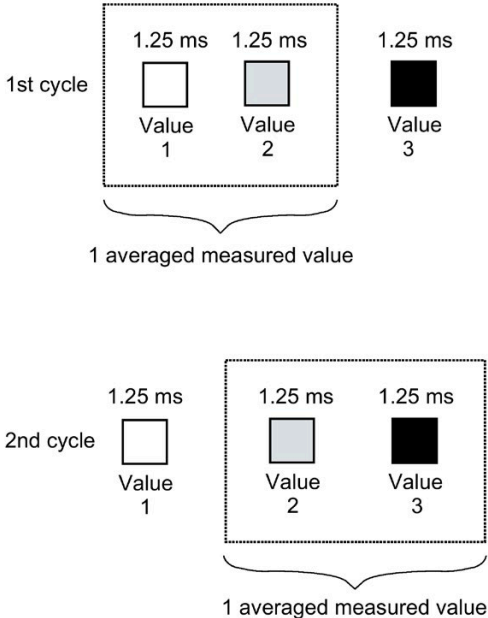 1.25 ms 1.25 ms 1.25 ms
1st cycle
Value Value Value
1 2 3
1 averaged measured value
1.25 ms 1.25 ms 1.25 ms
2nd cycle
Value Value Value
1 2 3
1 averaged measured value